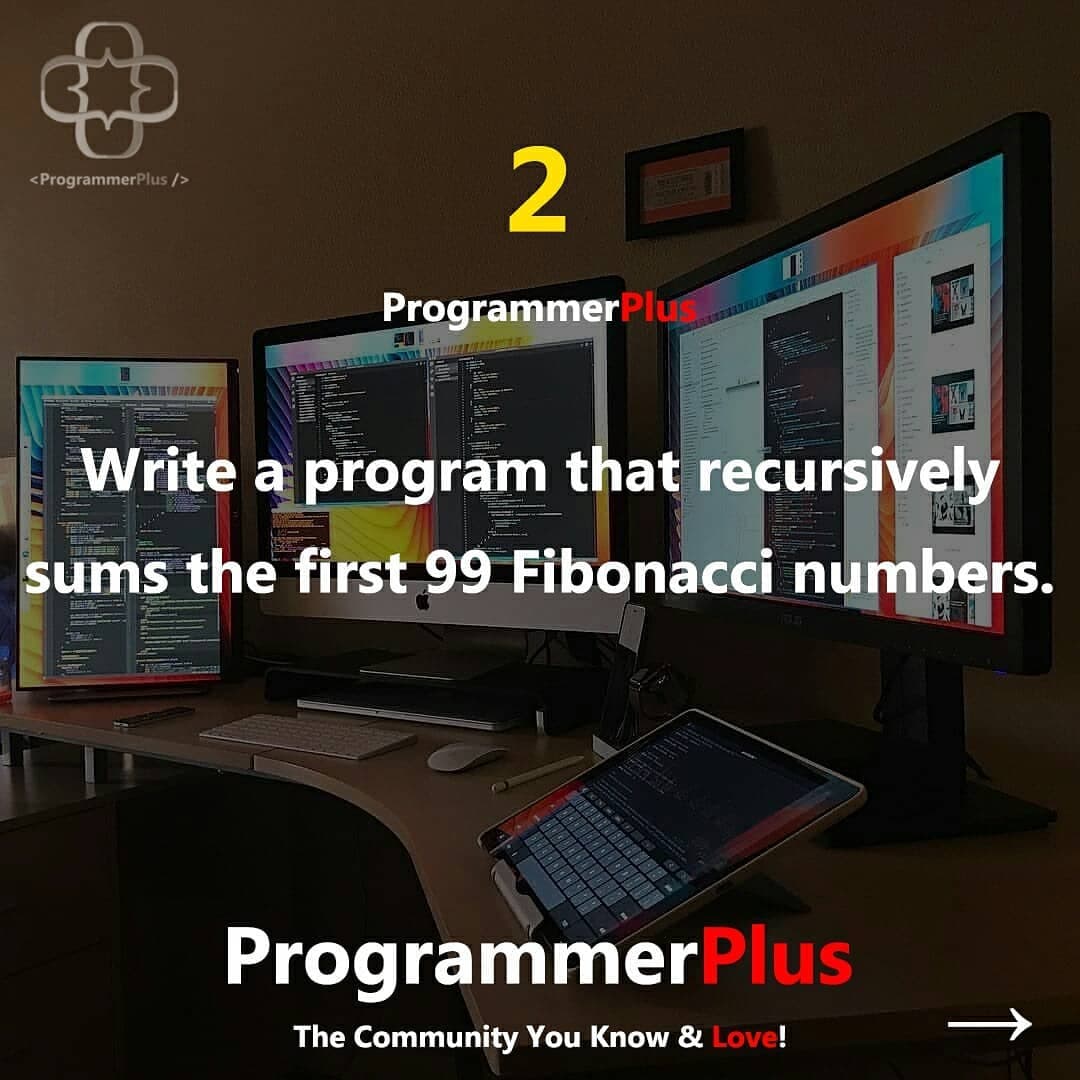 <ProgrammerPlus />
2
ProgrammerPlus
Write a program that recursively
sums the first 99 Fibonacci numbers.
ProgrammerPlus
The Community You Know & Love!